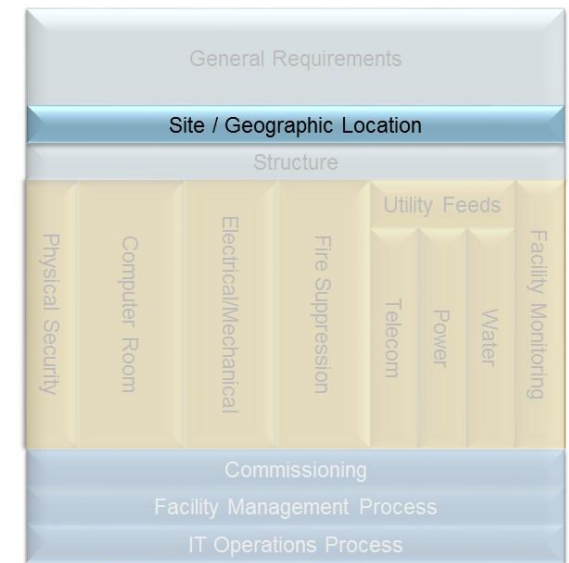 General Requirements
Site / Geographic Location
Structure
Physical Security
Computer Room
Electrical/Mechanical
Fire Suppression
Utility Feeds
Telecom
Power
Water
Facility Monitoring
Commissioning
Facility Management Process
IT Operations Process